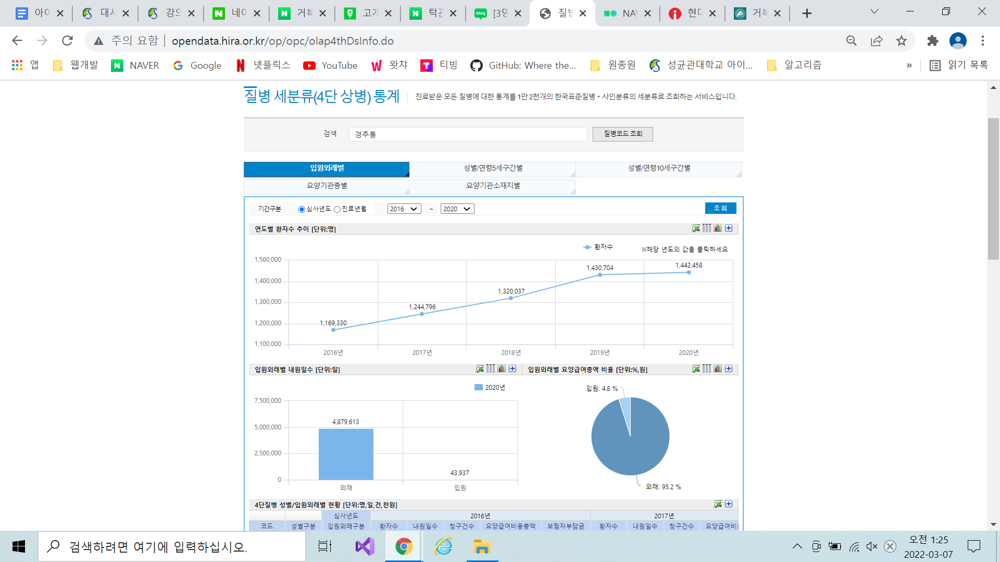 아이
대시
강의
네이
거북
고기
턱관
[3명
질병
NAV
현대
거북
주의 요함
opendata.hira.or.kr/op/opc/olap4thDsInfo.do
앱
웹개발
NAVER
Google
넷플릭스
YouTube
왓챠
티빙
GitHub: Where the...
원종원
성균관대학교 아이...
알고리즘
»
읽기 목록
질병 세분류(4단 상병) 통계
진료받은 모든 질병에 대한 통계를 1만 2천개의 한국표준질병・사인분류의 세분류로 조회하는 서비스입니다.
검색 경추통 질병코드 조회
입원외래별 성별/연령5세구간별 성별/연령10세구간별
요양기관종별 요양기관소재지별
기간구분 심사년도 진료년월 2016 ~ 2020 조회
연도별 환자수 추이 [단위:명]
환자수 ※해당 년도의 값을 클릭하세요
1,500,000
1,400,000
1,300,000
1,200,000
1,100,000
1,169,330
1,244,796
1,320,037
1,430,704
1,442,458
2016년 2017년 2018년 2019년 2020년
입원외래별 내원일수 [단위:일]
2020년
7,500,000
5,000,000
2,500,000
0
4,879,613
43,937
외래 입원
입원외래별 요양급여총액 비율 [단위:%,원]
입원: 4.8 %
외래: 95.2 %
4단질병 성별/입원외래별 현황 [단위:명,일,건,천원]
심사년도 2016년 2017년
코드 성별구분 입원외래구분 환자수 내원일수 청구건수 요양급여비용총액 보험자부담금 환자수 내원일수 청구건수 요양급여비
검색하려면 여기에 입력하십시오.
오전 1:25
2022-03-07